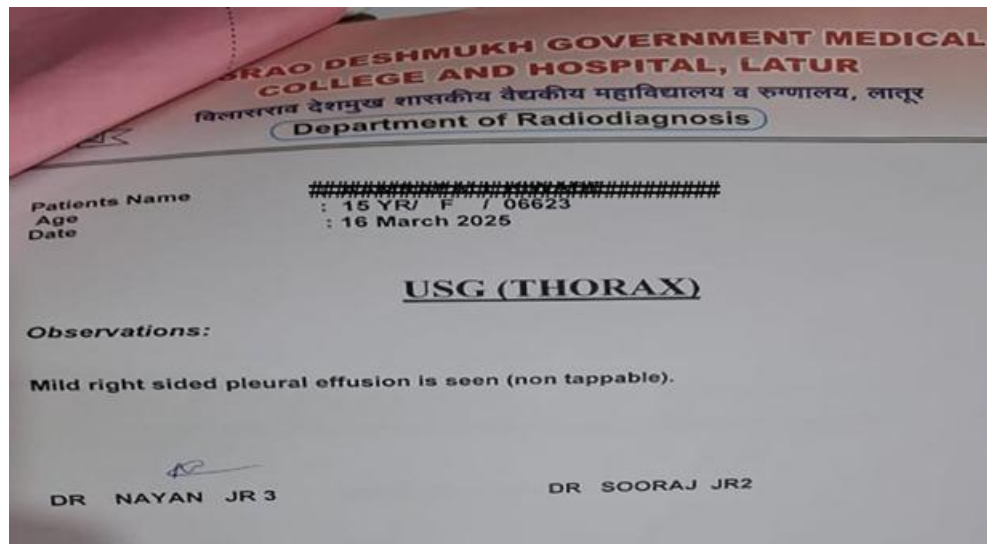 SRAO DESHMUKH GOVERNMENT MEDICAL
COLLEGE AND HOSPITAL, LATUR
विलासराव देशमुख शासकीय वैद्यकीय महाविद्यालय व रुग्णालय, लातूर
Department of Radiodiagnosis
Patients Name
Age : 15 YR/ F / 06623
Date : 16 March 2025
USG (THORAX)
Observations:
Mild right sided pleural effusion is seen (non tappable).
DR NAYAN JR 3 DR SOORAJ JR2